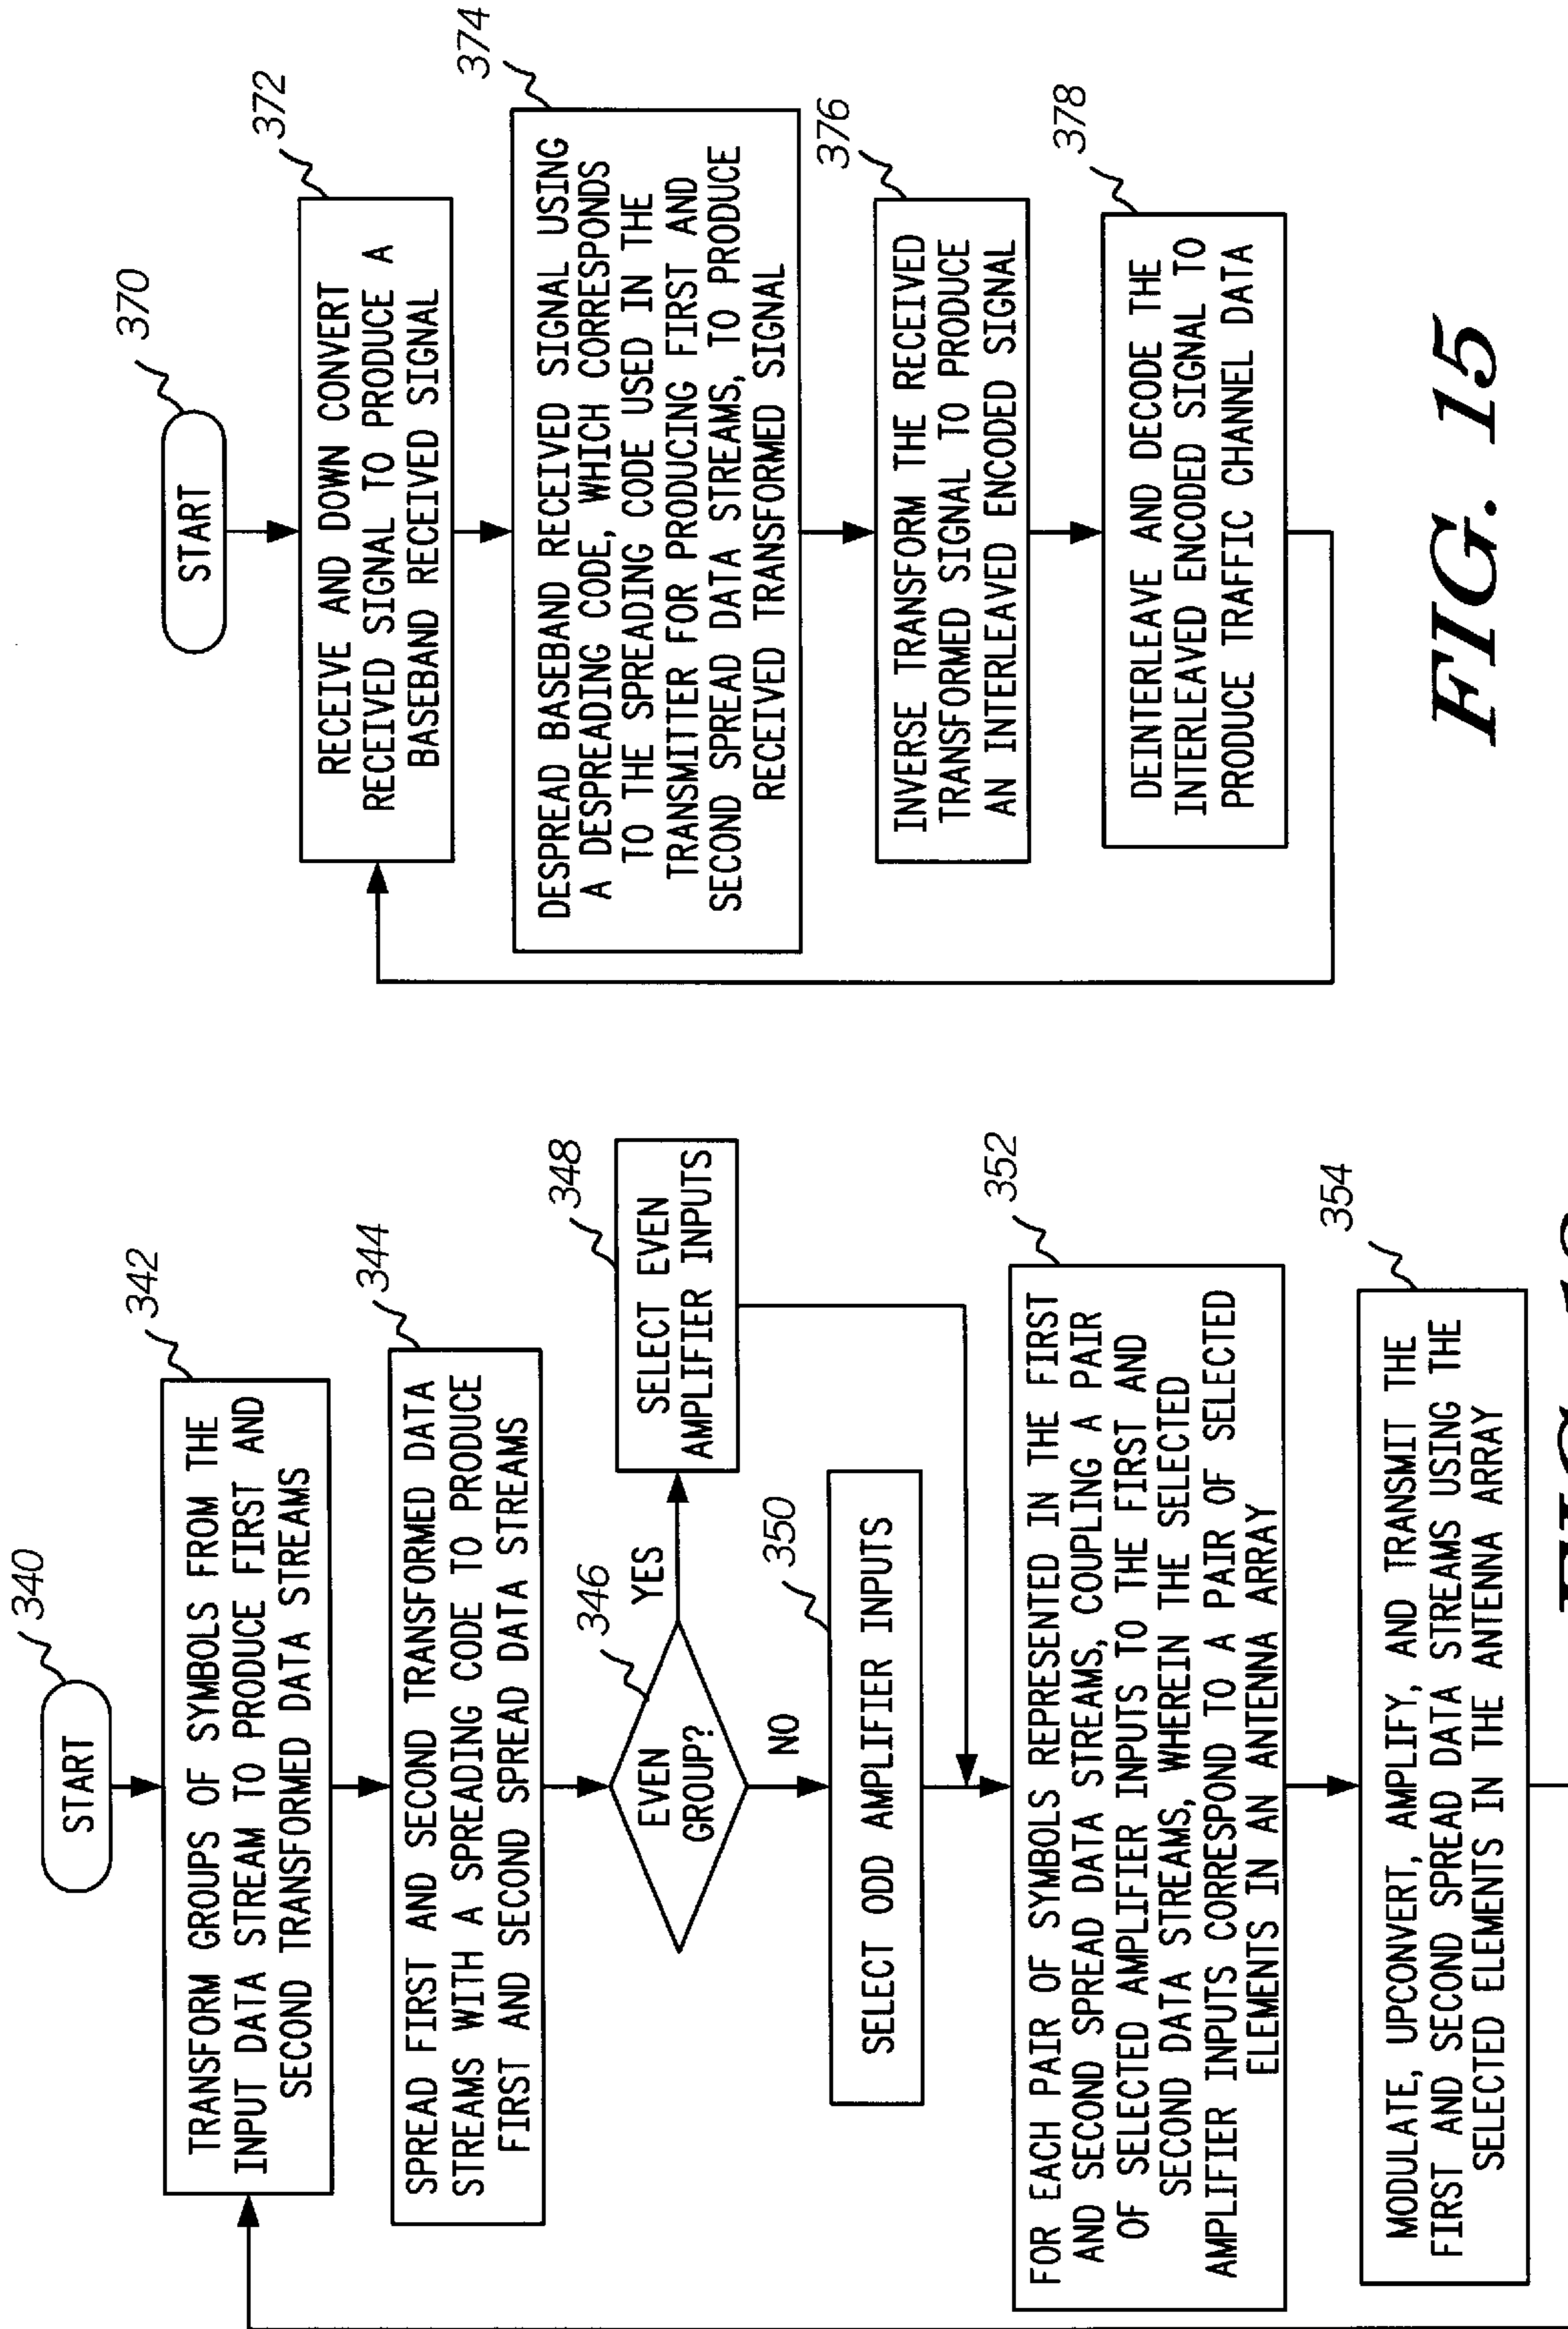 340
START
342
TRANSFORM GROUPS OF SYMBOLS FROM THE
INPUT DATA STREAM TO PRODUCE FIRST AND
SECOND TRANSFORMED DATA STREAMS
344
SPREAD FIRST AND SECOND TRANSFORMED DATA
STREAMS WITH A SPREADING CODE TO PRODUCE
FIRST AND SECOND SPREAD DATA STREAMS
346
EVEN
GROUP?
YES
348
SELECT EVEN
AMPLIFIER INPUTS
NO
350
SELECT ODD AMPLIFIER INPUTS
352
FOR EACH PAIR OF SYMBOLS REPRESENTED IN THE FIRST
AND SECOND SPREAD DATA STREAMS, COUPLING A PAIR
OF SELECTED AMPLIFIER INPUTS TO THE FIRST AND
SECOND DATA STREAMS, WHEREIN THE SELECTED
AMPLIFIER INPUTS CORRESPOND TO A PAIR OF SELECTED
ELEMENTS IN AN ANTENNA ARRAY
354
MODULATE, UPCONVERT, AMPLIFY, AND TRANSMIT THE
FIRST AND SECOND SPREAD DATA STREAMS USING THE
SELECTED ELEMENTS IN THE ANTENNA ARRAY
370
START
372
RECEIVE AND DOWN CONVERT
RECEIVED SIGNAL TO PRODUCE A
BASEBAND RECEIVED SIGNAL
374
DESPREAD BASEBAND RECEIVED SIGNAL USING
A DESPREADING CODE, WHICH CORRESPONDS
TO THE SPREADING CODE USED IN THE
TRANSMITTER FOR PRODUCING FIRST AND
SECOND SPREAD DATA STREAMS, TO PRODUCE
RECEIVED TRANSFORMED SIGNAL
376
INVERSE TRANSFORM THE RECEIVED
TRANSFORMED SIGNAL TO PRODUCE
AN INTERLEAVED ENCODED SIGNAL
378
DEINTERLEAVE AND DECODE THE
INTERLEAVED ENCODED SIGNAL TO
PRODUCE TRAFFIC CHANNEL DATA
FIG. 15